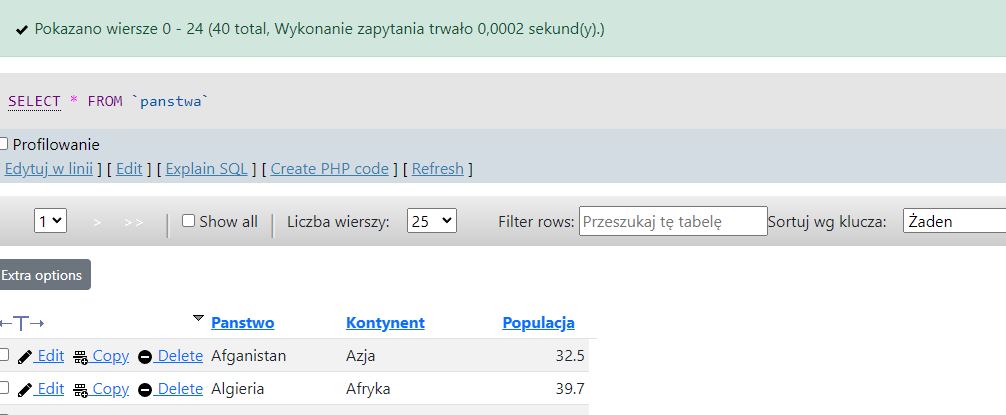 Pokazano wiersze 0 - 24 (40 total, Wykonanie zapytania trwało 0,0002 sekund(y).)
SELECT * FROM `panstwa`
Profilowanie
Edytuj w linii ] [ Edit ] [ Explain SQL ] [ Create PHP code ] [ Refresh ]
1 > >> | Show all | Liczba wierszy: 25 Filter rows: Przeszukaj tę tabelę Sortuj wg klucza: Żaden
Extra options
←T→ Panstwo Kontynent Populacja
Edit Copy Delete Afganistan Azja 32.5
Edit Copy Delete Algieria Afryka 39.7